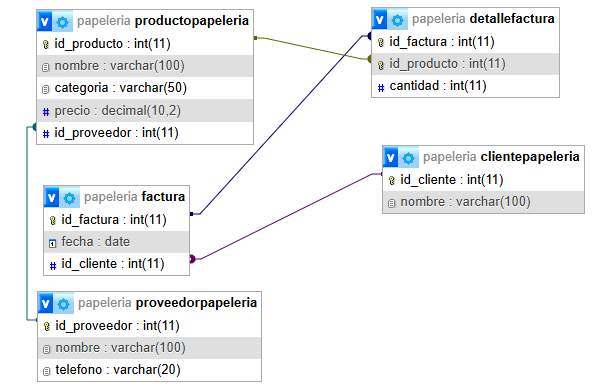 papeleria productopapeleria
id_producto : int(11)
nombre : varchar(100)
categoria : varchar(50)
# precio : decimal(10,2)
# id_proveedor : int(11)
papeleria detallefactura
id_factura : int(11)
id_producto : int(11)
# cantidad : int(11)
papeleria clientepapeleria
id_cliente : int(11)
nombre : varchar(100)
papeleria factura
id_factura : int(11)
fecha : date
# id_cliente : int(11)
papeleria proveedorpapeleria
id_proveedor : int(11)
nombre : varchar(100)
telefono : varchar(20)